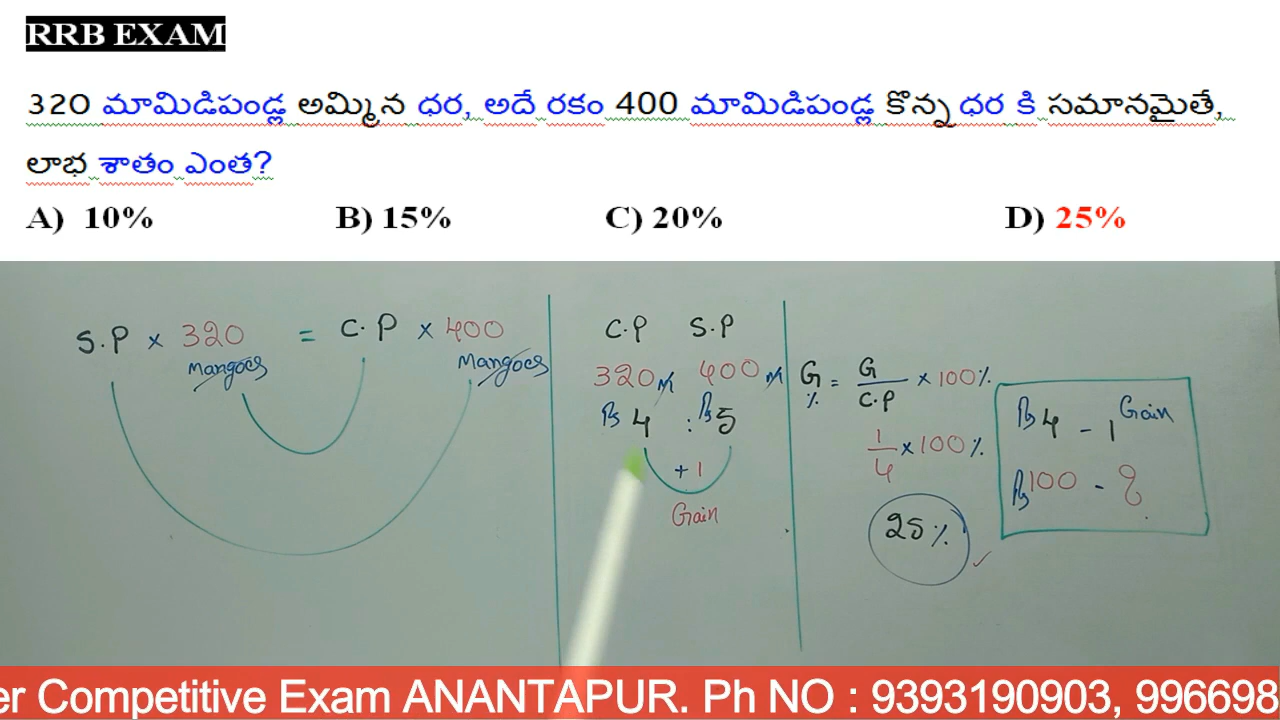 RRB EXAM
320 మామిడిపండ్ల అమ్మిన ధర, అదే రకం 400 మామిడిపండ్ల కొన్న ధర కి సమానమైతే,
లాభ శాతం ఎంత?
A) 10% B) 15% C) 20% D) 25%
S.P × 320 = C.P × 400
Mangoes Mangoes
C.P S.P
320 M 400 M
Rs 4 : Rs 5
+1
Gain
G % = G / C.P × 100%
1/4 × 100%
25%
Rs 4 - 1 Gain
Rs 100 - ?
er Competitive Exam ANANTAPUR. Ph NO : 9393190903, 996698